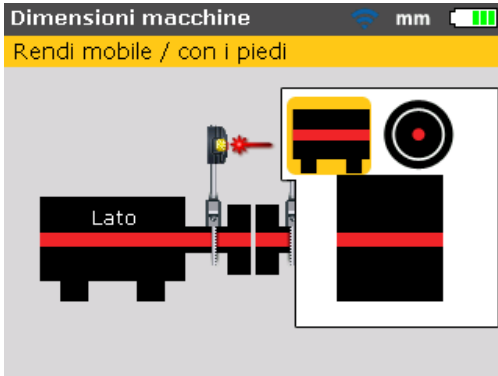 Dimensioni macchine mm
Rendi mobile / con i piedi
Lato